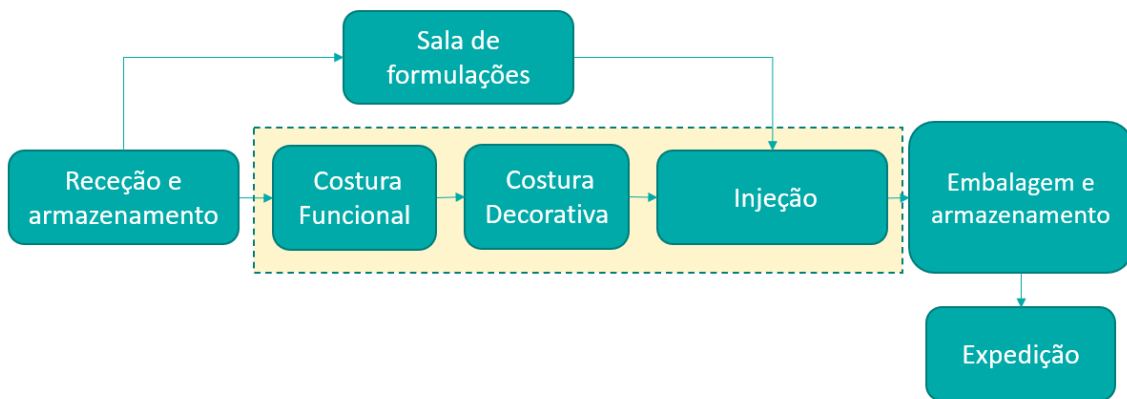 Sala de
formulações
Receção e
armazenamento
Costura
Funcional
Costura
Decorativa
Injeção
Embalagem e
armazenamento
Expedição